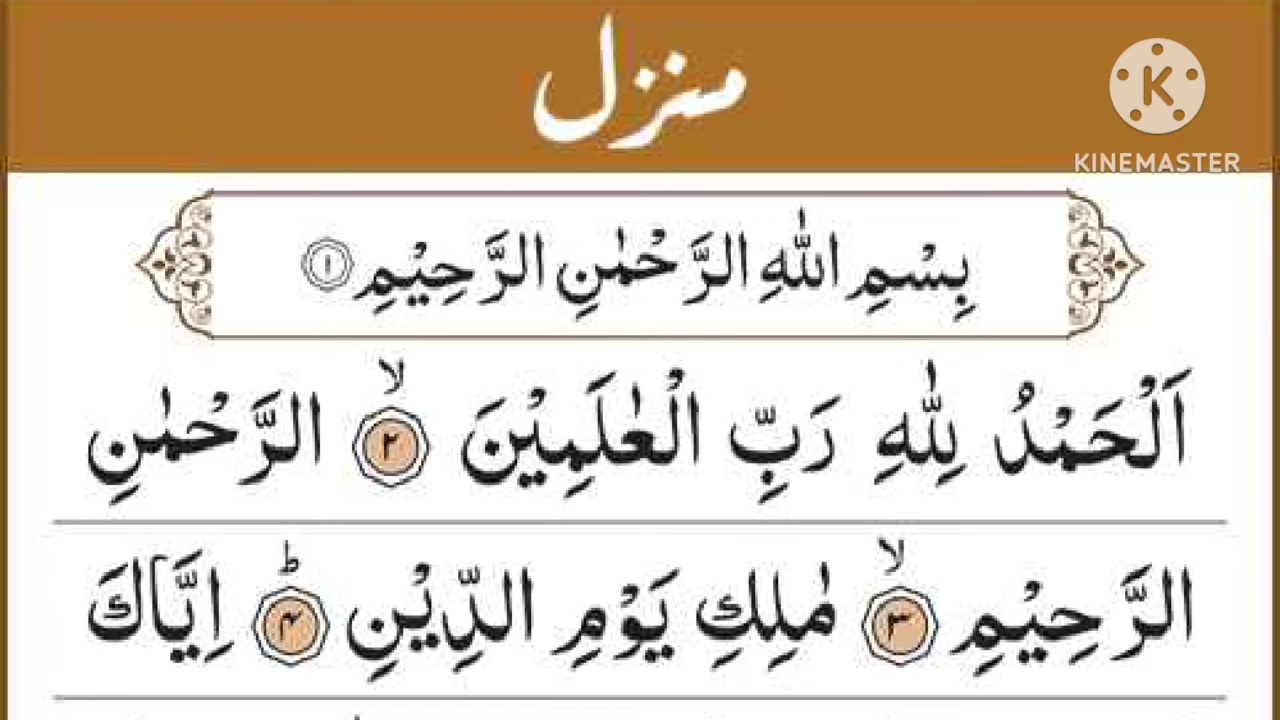 منزل
K
KINEMASTER
بِسْمِ اللّٰهِ الرَّحْمٰنِ الرَّحِيْمِ ۱
اَلْحَمْدُ لِلّٰهِ رَبِّ الْعٰلَمِيْنَ ۙ ۲ الرَّحْمٰنِ
الرَّحِيْمِ ۙ ۳ مٰلِكِ يَوْمِ الدِّيْنِ ؕ ۴ اِيَّاكَ